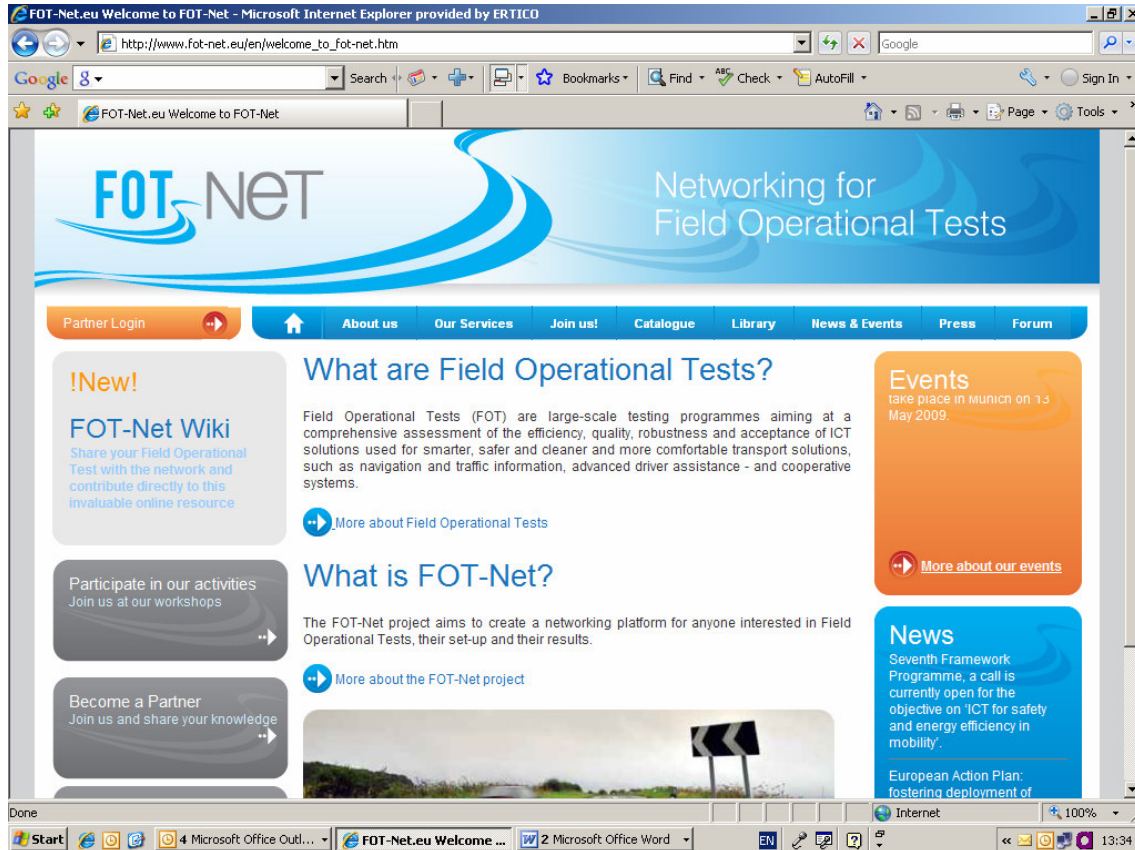 FOT-Net.eu Welcome to FOT-Net - Microsoft Internet Explorer provided by ERTICO
http://www.fot-net.eu/en/welcome_to_fot-net.htm
Google
Google
Search
Bookmarks
Find
Check
AutoFill
Sign In
FOT-Net.eu Welcome to FOT-Net
Page
Tools
FOT-NeT
Networking for
Field Operational Tests
Partner Login
About us
Our Services
Join us!
Catalogue
Library
News & Events
Press
Forum
!New!
FOT-Net Wiki
Share your Field Operational
Test with the network and
contribute directly to this
invaluable online resource
Participate in our activities
Join us at our workshops
Become a Partner
Join us and share your knowledge
What are Field Operational Tests?
Field Operational Tests (FOT) are large-scale testing programmes aiming at a
comprehensive assessment of the efficiency, quality, robustness and acceptance of ICT
solutions used for smarter, safer and cleaner and more comfortable transport solutions,
such as navigation and traffic information, advanced driver assistance - and cooperative
systems.
More about Field Operational Tests
What is FOT-Net?
The FOT-Net project aims to create a networking platform for anyone interested in Field
Operational Tests, their set-up and their results.
More about the FOT-Net project
Events
take place in Munich on 13
May 2009.
More about our events
News
Seventh Framework
Programme, a call is
currently open for the
objective on 'ICT for safety
and energy efficiency in
mobility'.
European Action Plan:
fostering deployment of
Done
Internet
100%
Start
4 Microsoft Office Outl...
FOT-Net.eu Welcome ...
2 Microsoft Office Word
EN
13:34